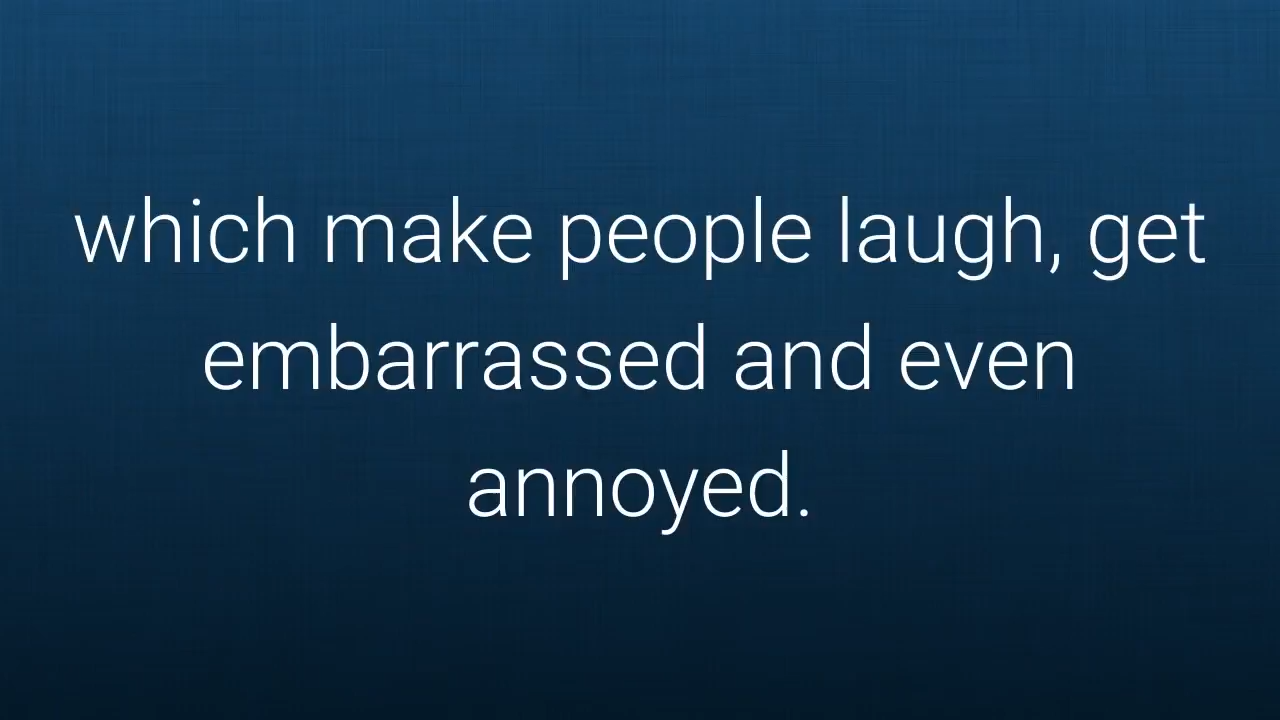 which make people laugh, get
embarrassed and even
annoyed.